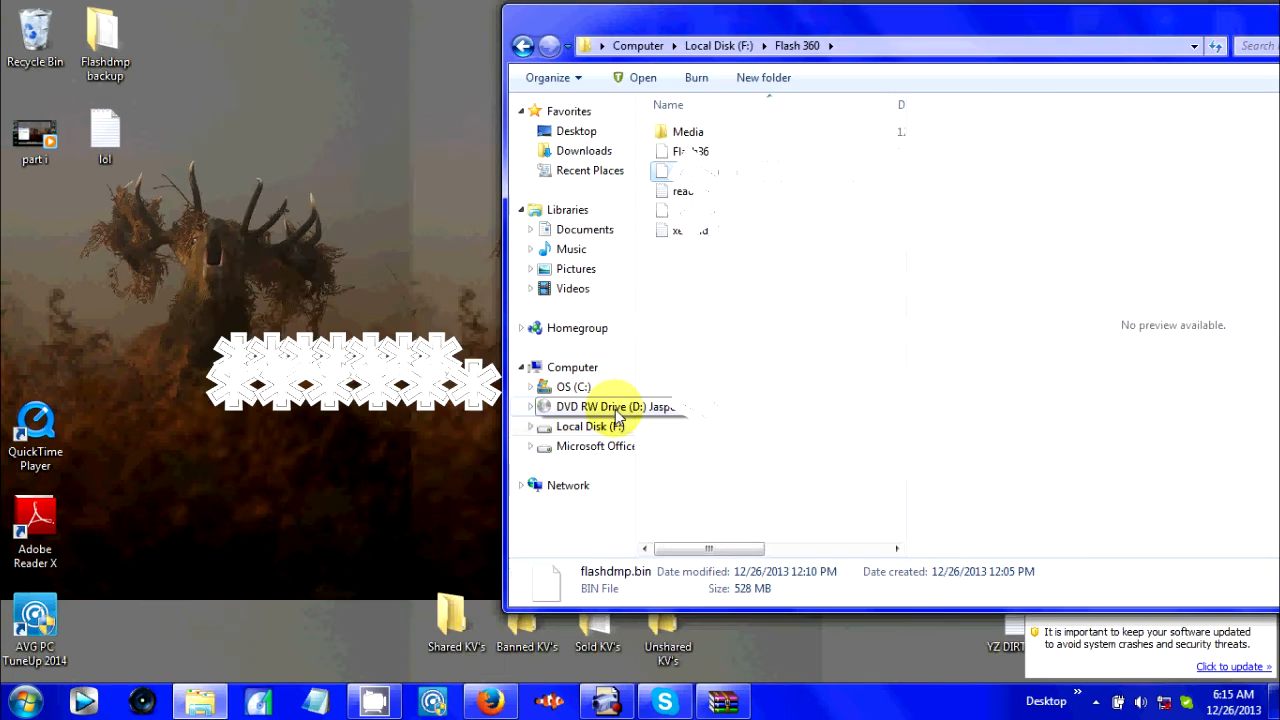 Recycle Bin
Flashdmp
backup
part i
lol
QuickTime
Player
Adobe
Reader X
AVG PC
TuneUp 2014
Computer
Local Disk (F:)
Flash 360
Search
Organize
Open
Burn
New folder
Favorites
Desktop
Downloads
Recent Places
Libraries
Documents
Music
Pictures
Videos
Homegroup
Computer
OS (C:)
DVD RW Drive (D:) Jaspe
Local Disk (F:)
Microsoft Office
Network
Name
D
Media
1.
Flash36
No preview available.
flashdmp.bin Date modified: 12/26/2013 12:10 PM Date created: 12/26/2013 12:05 PM
BIN File Size: 528 MB
Shared KV's
Banned KV's
Sold KV's
Unshared
KV's
YZ DIRT
It is important to keep your software updated
to avoid system crashes and security threats.
Click to update »
Desktop
6:15 AM
12/26/2013